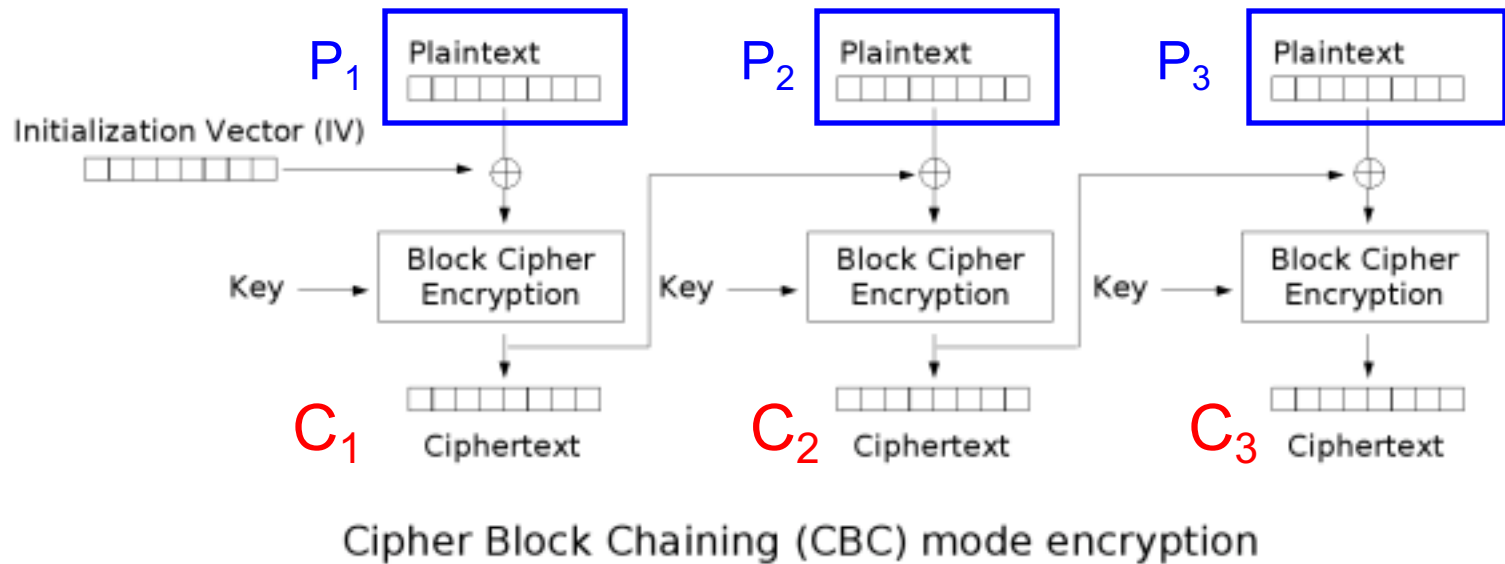 P1 Plaintext
P2 Plaintext
P3 Plaintext
Initialization Vector (IV)
Key
Block Cipher
Encryption
Key
Block Cipher
Encryption
Key
Block Cipher
Encryption
C1 Ciphertext
C2 Ciphertext
C3 Ciphertext
Cipher Block Chaining (CBC) mode encryption